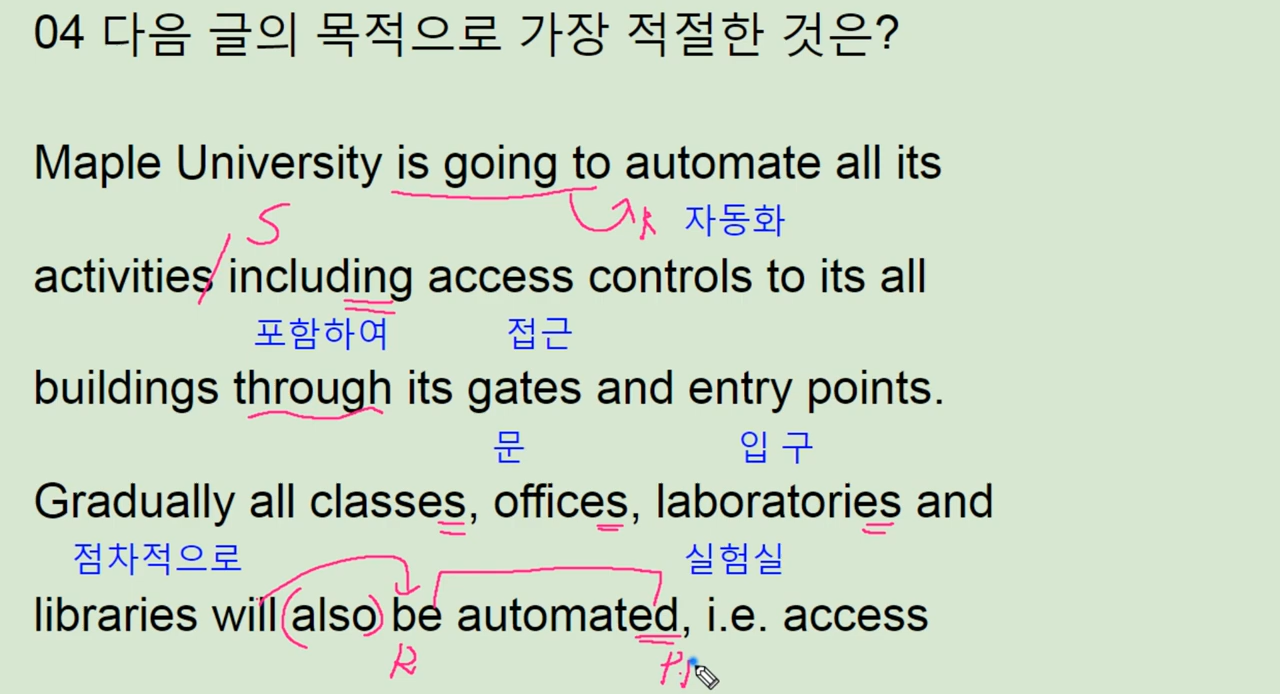 04 다음 글의 목적으로 가장 적절한 것은?
Maple University is going to automate all its
S
R 자동화
activities including access controls to its all
포함하여 접근
buildings through its gates and entry points.
문 입 구
Gradually all classes, offices, laboratories and
점차적으로 실험실
libraries will (also) be automated, i.e. access
R